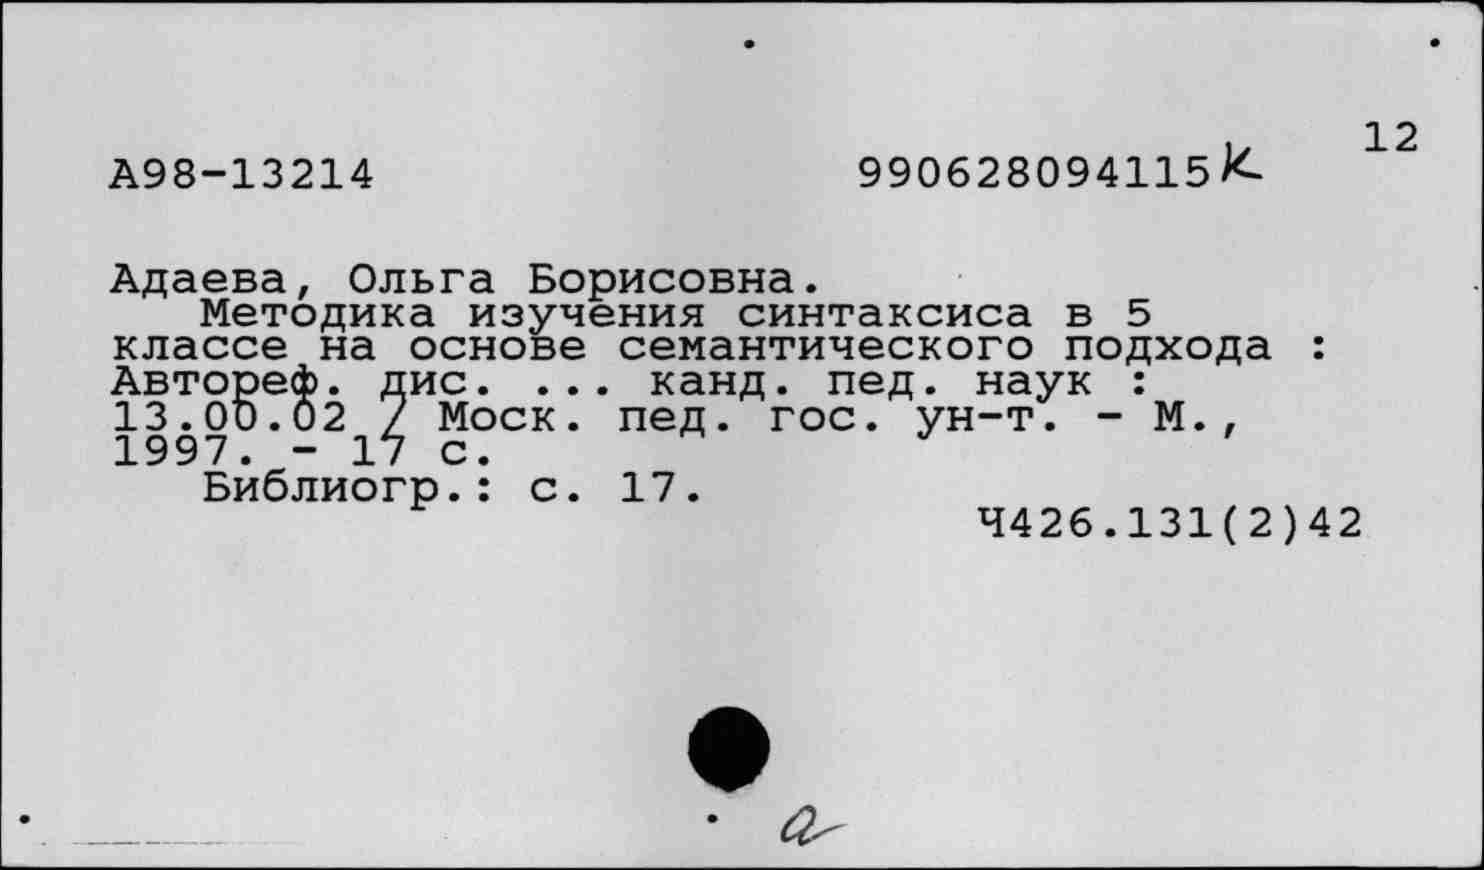 12
А98-13214 990628094115К
Адаева, Ольга Борисовна.
Методика изучения синтаксиса в 5
классе на основе семантического подхода :
Автореф. дис. ... канд. пед. наук :
13.00.02 / Моск. пед. гос. ун-т. - М.,
1997. - 17 с.
Библиогр.: с. 17.
Ч426.131(2)42
а